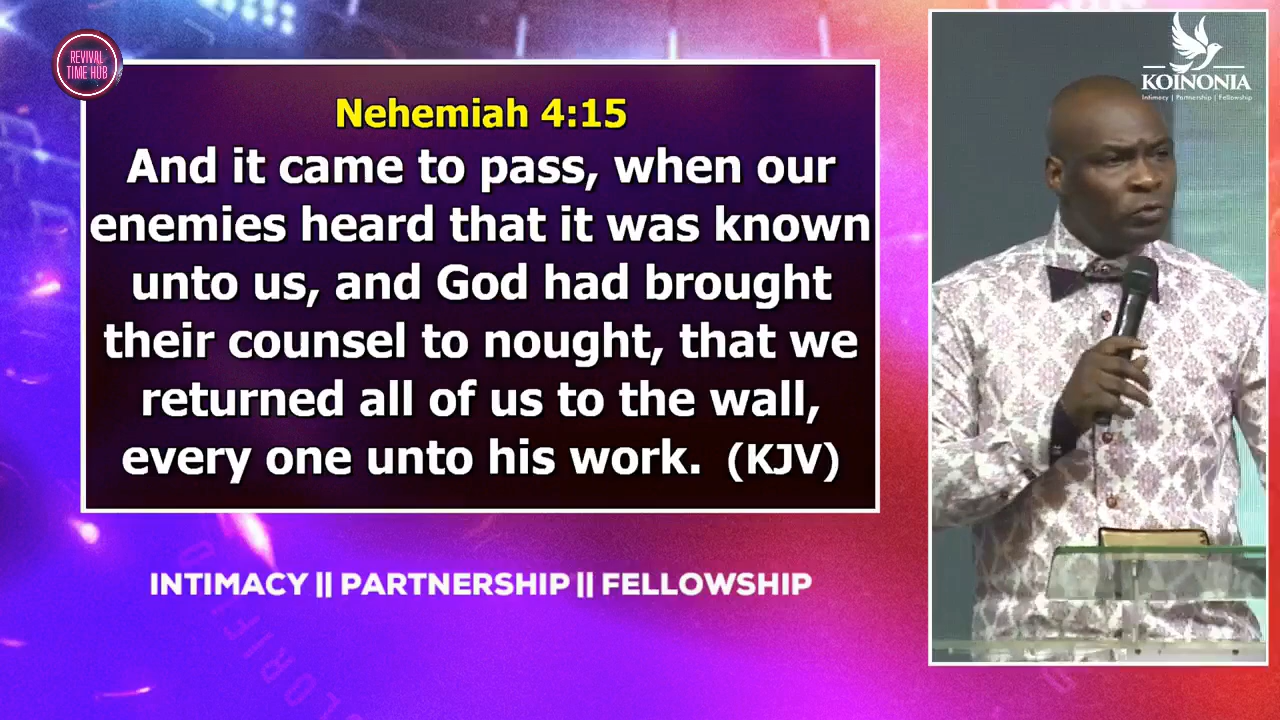 REVIVAL
TIME HUB
KOINONIA
Intimacy | Partnership | Fellowship
Nehemiah 4:15
And it came to pass, when our
enemies heard that it was known
unto us, and God had brought
their counsel to nought, that we
returned all of us to the wall,
every one unto his work. (KJV)
INTIMACY || PARTNERSHIP || FELLOWSHIP